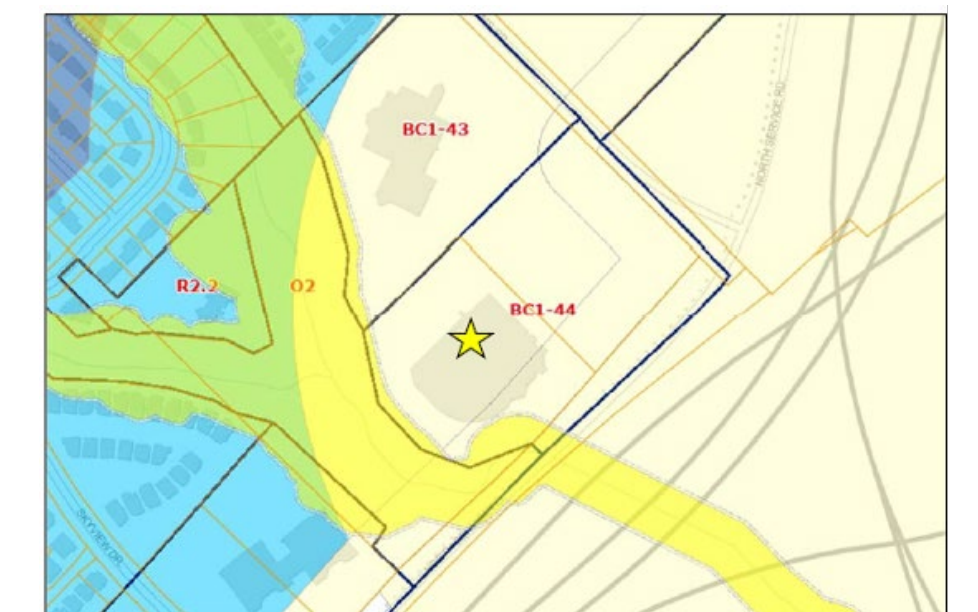 BC1-43
NORTH SERVICE RD
R2.2
O2
BC1-44
SKYVIEW DR